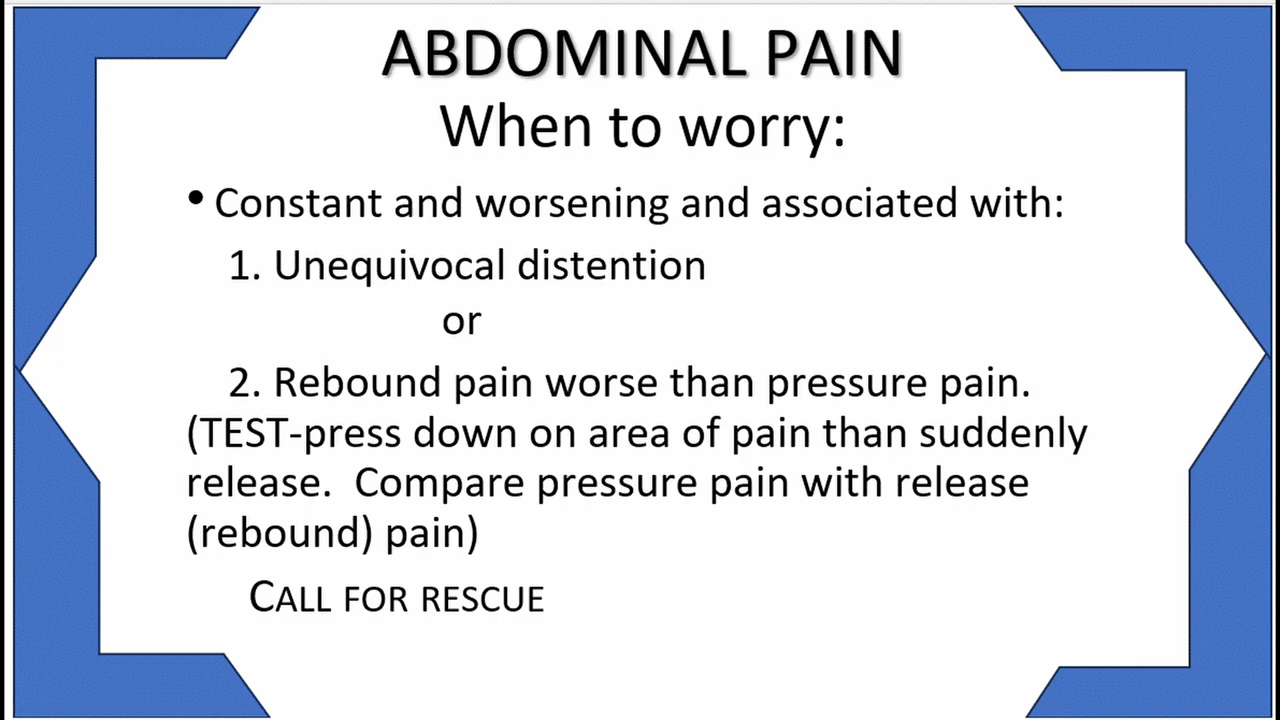 ABDOMINAL PAIN
When to worry:
• Constant and worsening and associated with:
1. Unequivocal distention
or
2. Rebound pain worse than pressure pain.
(TEST-press down on area of pain than suddenly
release. Compare pressure pain with release
(rebound) pain)
CALL FOR RESCUE